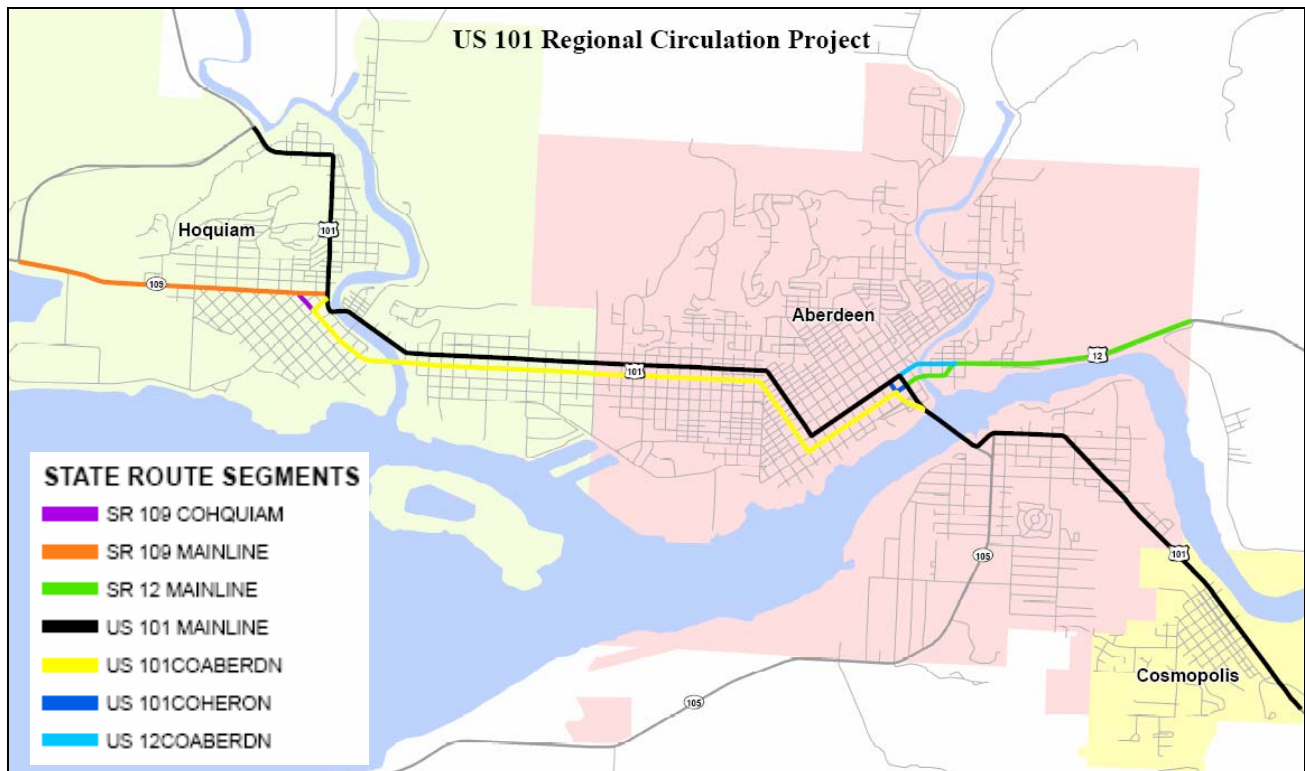 US 101 Regional Circulation Project
101
Hoquiam
109
Aberdeen
12
101
101
105
Cosmopolis
105
STATE ROUTE SEGMENTS
SR 109 COHQUIAM
SR 109 MAINLINE
SR 12 MAINLINE
US 101 MAINLINE
US 101COABERDN
US 101COHERON
US 12COABERDN